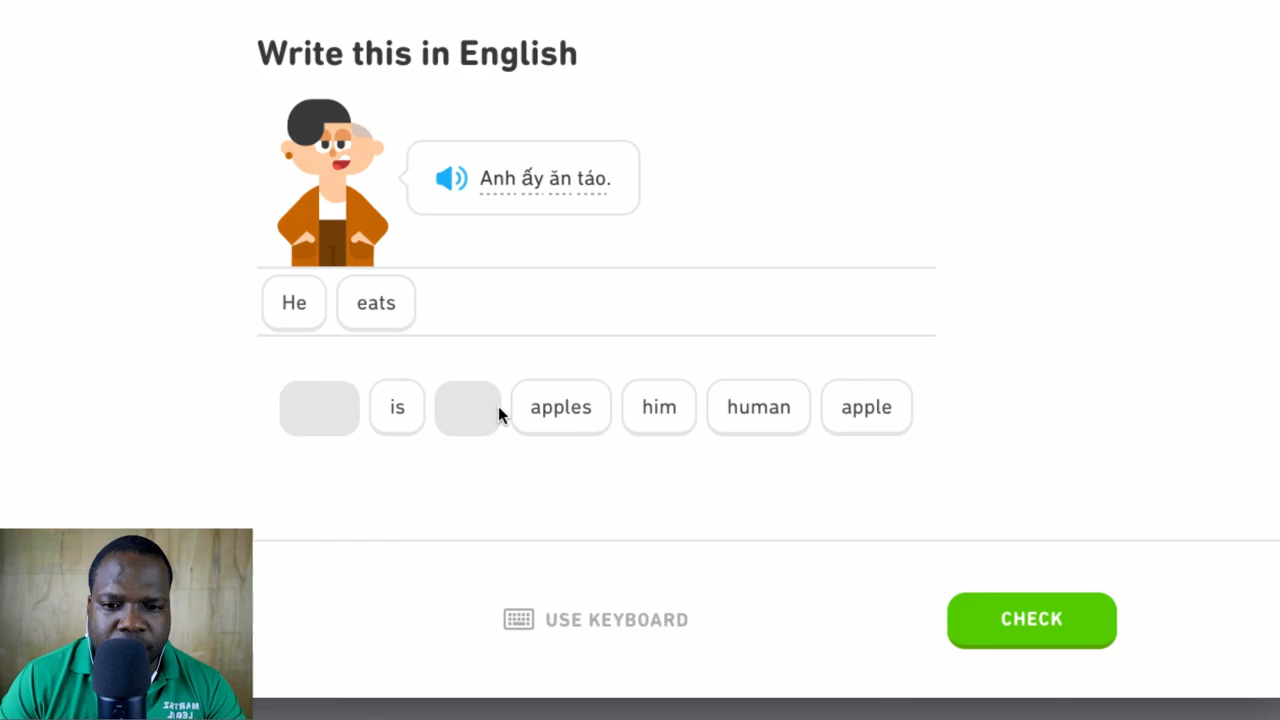 Write this in English
Anh ấy ăn táo.
He eats
is apples him human apple
USE KEYBOARD
CHECK